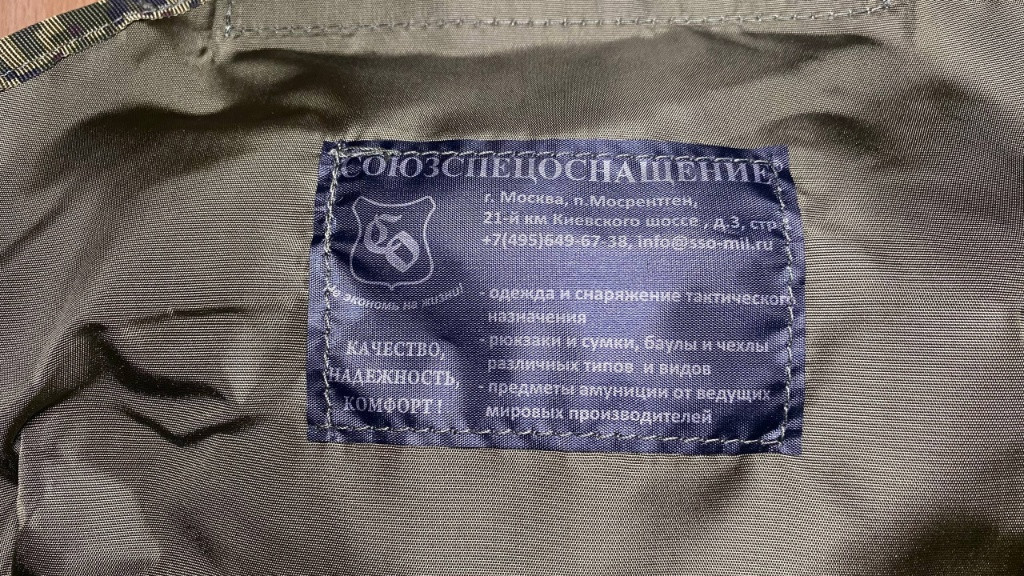 СОЮЗСПЕЦОСНАЩЕНИЕ
г. Москва, п.Мосрентген,
21-й км Киевского шоссе , д.3, стр
+7(495)649-67-38, info@sso-mil.ru
экономь на жизни!
КАЧЕСТВО,
НАДЕЖНОСТЬ,
КОМФОРТ!
- одежда и снаряжение тактического
назначения
- рюкзаки и сумки, баулы и чехлы
различных типов и видов
- предметы амуниции от ведущих
мировых производителей